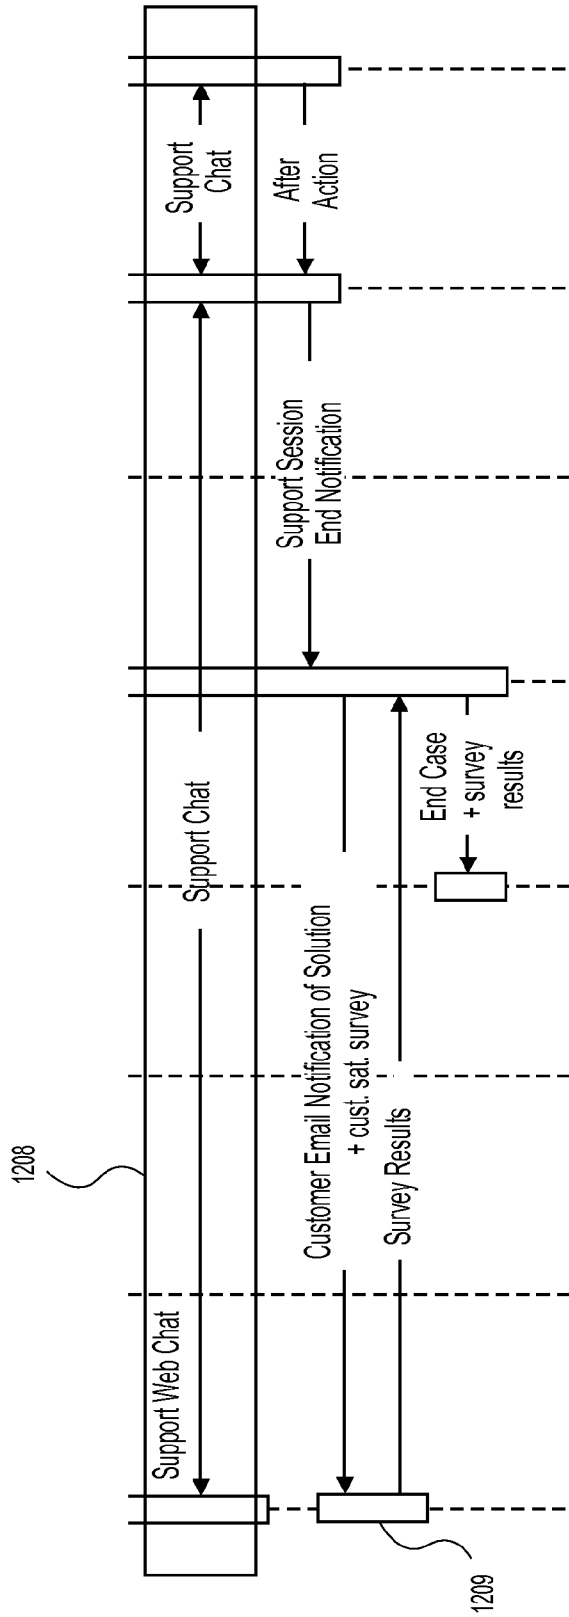 1208
Support Web Chat
Support Chat
Support
Chat
After
Action
Support Session
End Notification
Customer Email Notification of Solution
+ cust. sat. survey
Survey Results
End Case
+ survey
results
1209